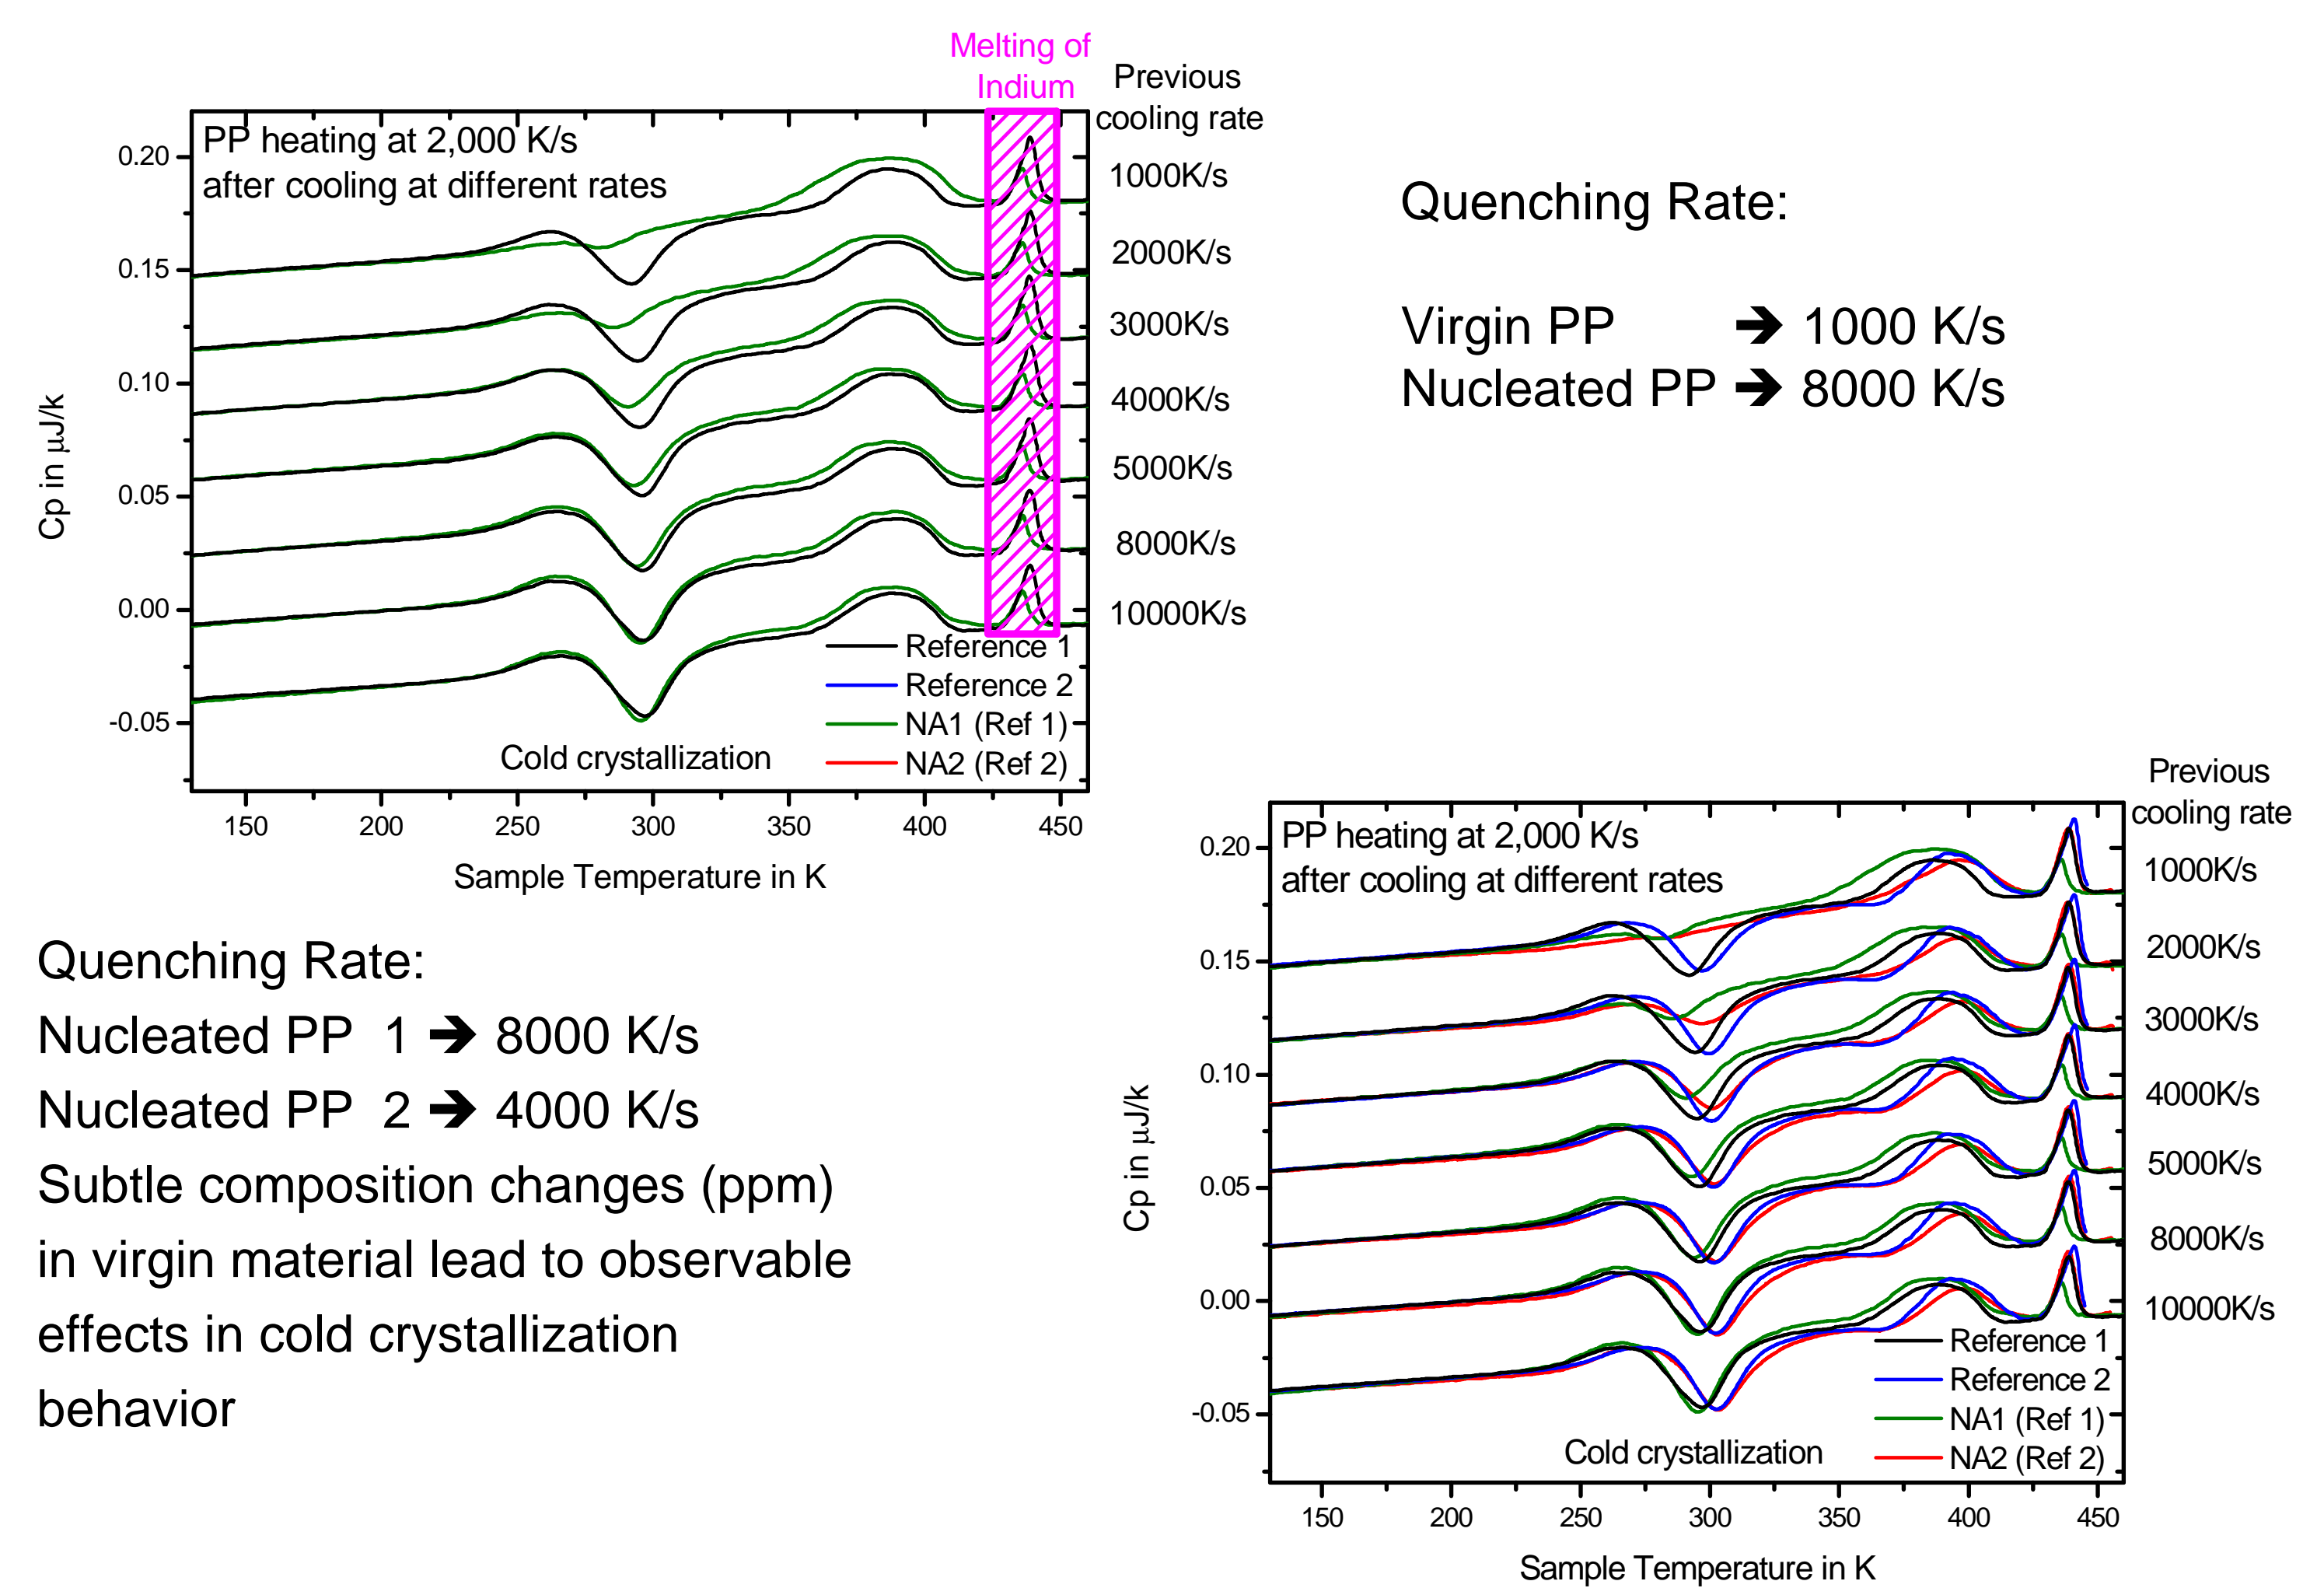 Melting of
Indium
Previous
cooling rate
PP heating at 2,000 K/s
after cooling at different rates
0.20
0.15
0.10
0.05
0.00
-0.05
Cp in μJ/k
1000K/s
2000K/s
3000K/s
4000K/s
5000K/s
8000K/s
10000K/s
Reference 1
Reference 2
NA1 (Ref 1)
NA2 (Ref 2)
Cold crystallization
150 200 250 300 350 400 450
Sample Temperature in K
Quenching Rate:
Virgin PP ➔ 1000 K/s
Nucleated PP ➔ 8000 K/s
Quenching Rate:
Nucleated PP 1 ➔ 8000 K/s
Nucleated PP 2 ➔ 4000 K/s
Subtle composition changes (ppm)
in virgin material lead to observable
effects in cold crystallization
behavior
Previous
cooling rate
PP heating at 2,000 K/s
after cooling at different rates
0.20
0.15
0.10
0.05
0.00
-0.05
Cp in μJ/k
1000K/s
2000K/s
3000K/s
4000K/s
5000K/s
8000K/s
10000K/s
Reference 1
Reference 2
NA1 (Ref 1)
NA2 (Ref 2)
Cold crystallization
150 200 250 300 350 400 450
Sample Temperature in K